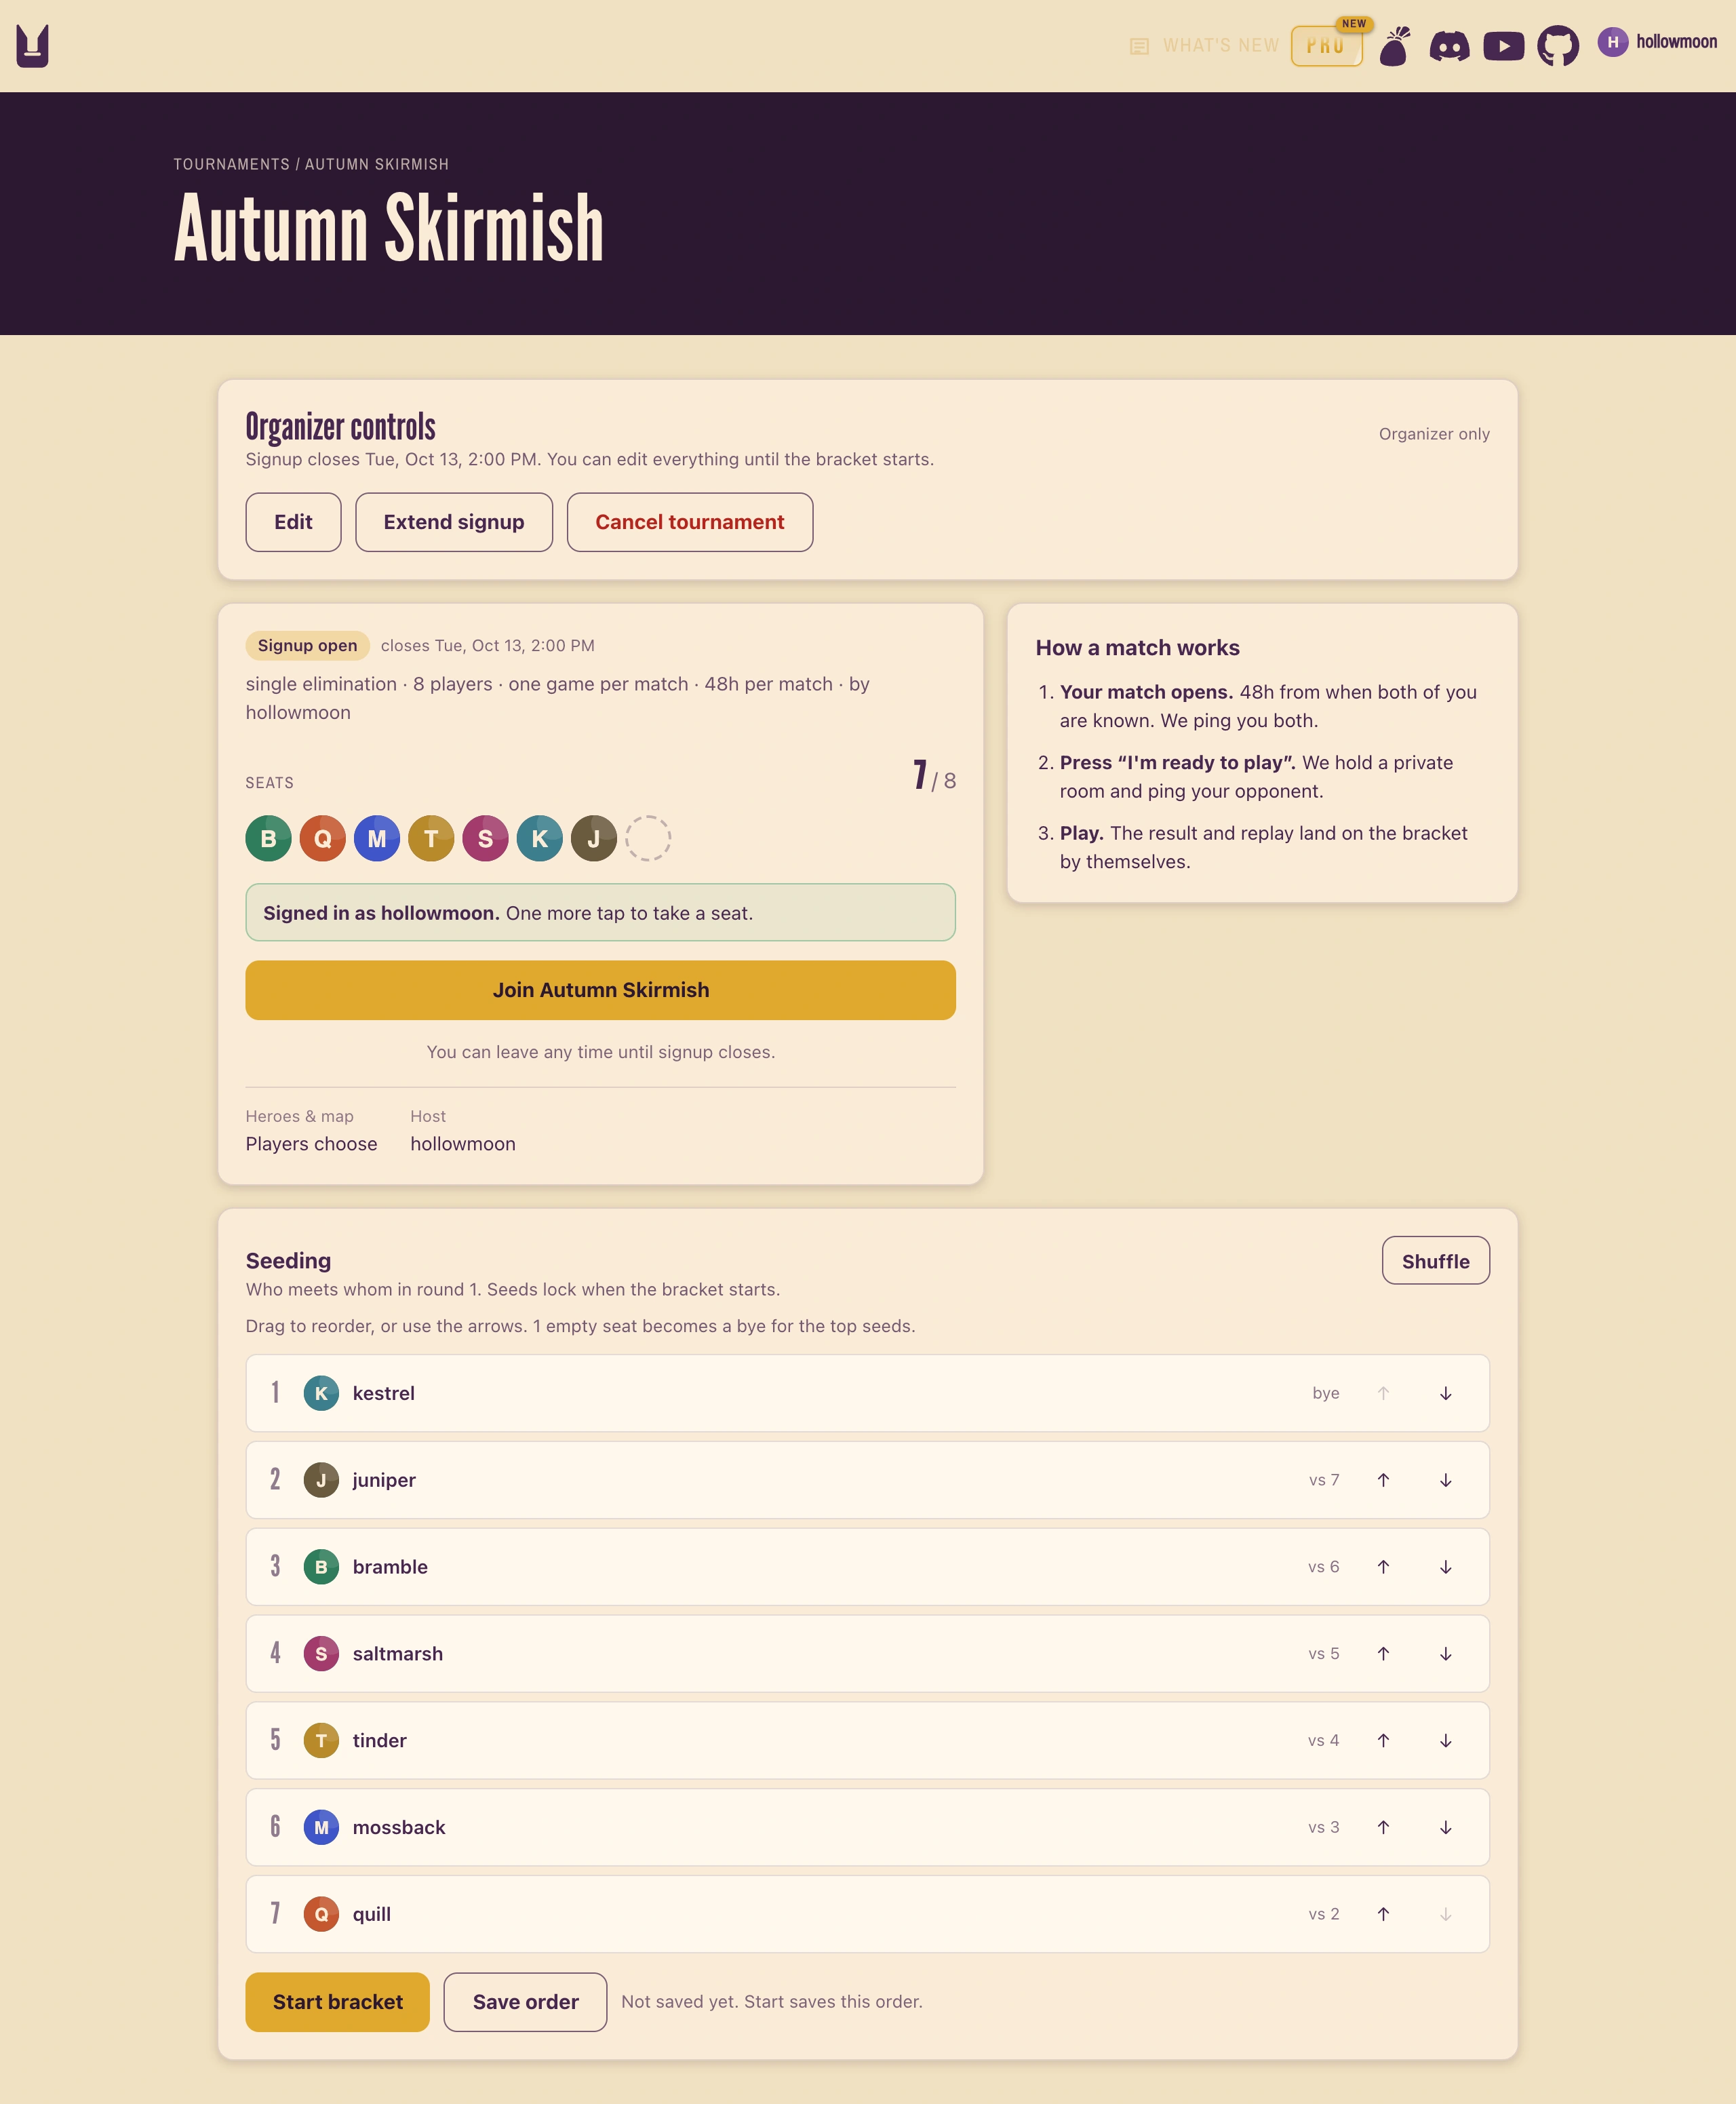 WHAT'S NEW
PRO
NEW
H hollowmoon
TOURNAMENTS / AUTUMN SKIRMISH
Autumn Skirmish
Organizer controls
Organizer only
Signup closes Tue, Oct 13, 2:00 PM. You can edit everything until the bracket starts.
Edit
Extend signup
Cancel tournament
Signup open closes Tue, Oct 13, 2:00 PM
single elimination · 8 players · one game per match · 48h per match · by
hollowmoon
SEATS
7 / 8
B Q M T S K J
Signed in as hollowmoon. One more tap to take a seat.
Join Autumn Skirmish
You can leave any time until signup closes.
Heroes & map
Players choose
Host
hollowmoon
How a match works
1. Your match opens. 48h from when both of you
are known. We ping you both.
2. Press “I'm ready to play”. We hold a private
room and ping your opponent.
3. Play. The result and replay land on the bracket
by themselves.
Seeding
Shuffle
Who meets whom in round 1. Seeds lock when the bracket starts.
Drag to reorder, or use the arrows. 1 empty seat becomes a bye for the top seeds.
1 K kestrel bye ↑ ↓
2 J juniper vs 7 ↑ ↓
3 B bramble vs 6 ↑ ↓
4 S saltmarsh vs 5 ↑ ↓
5 T tinder vs 4 ↑ ↓
6 M mossback vs 3 ↑ ↓
7 Q quill vs 2 ↑ ↓
Start bracket
Save order
Not saved yet. Start saves this order.